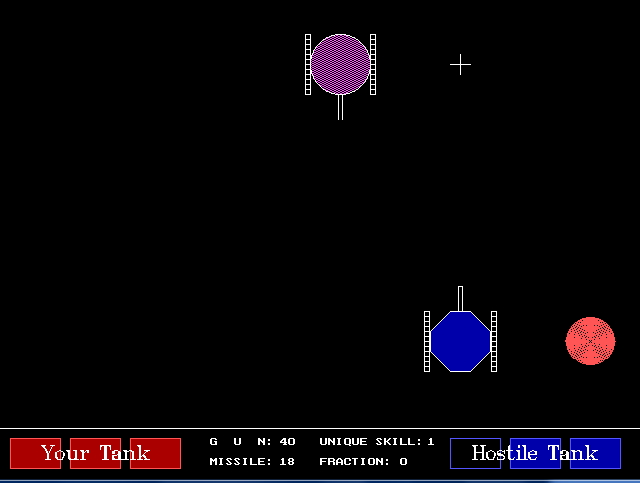 G U N: 40 UNIQUE SKILL: 1
Your Tank Hostile Tank
MISSILE: 18 FRACTION: 0